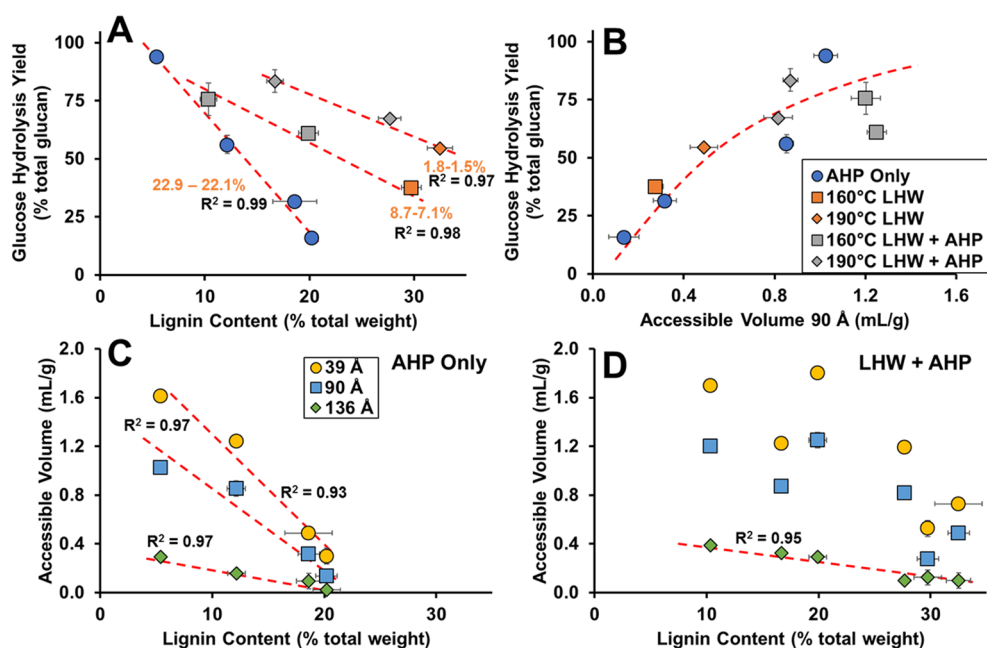 A
Glucose Hydrolysis Yield
(% total glucan)
100
75
50
25
0
22.9 – 22.1%
R² = 0.99
1.8-1.5%
R² = 0.97
8.7-7.1%
R² = 0.98
0
10
20
30
Lignin Content (% total weight)
B
Glucose Hydrolysis Yield
(% total glucan)
100
75
50
25
0
AHP Only
160°C LHW
190°C LHW
160°C LHW + AHP
190°C LHW + AHP
0.0
0.4
0.8
1.2
1.6
Accessible Volume 90 Å (mL/g)
C
AHP Only
Accessible Volume (mL/g)
2.0
1.6
1.2
0.8
0.4
0.0
39 Å
90 Å
136 Å
R² = 0.97
R² = 0.93
R² = 0.97
0
10
20
30
Lignin Content (% total weight)
D
LHW + AHP
Accessible Volume (mL/g)
2.0
1.6
1.2
0.8
0.4
0.0
R² = 0.95
0
10
20
30
Lignin Content (% total weight)